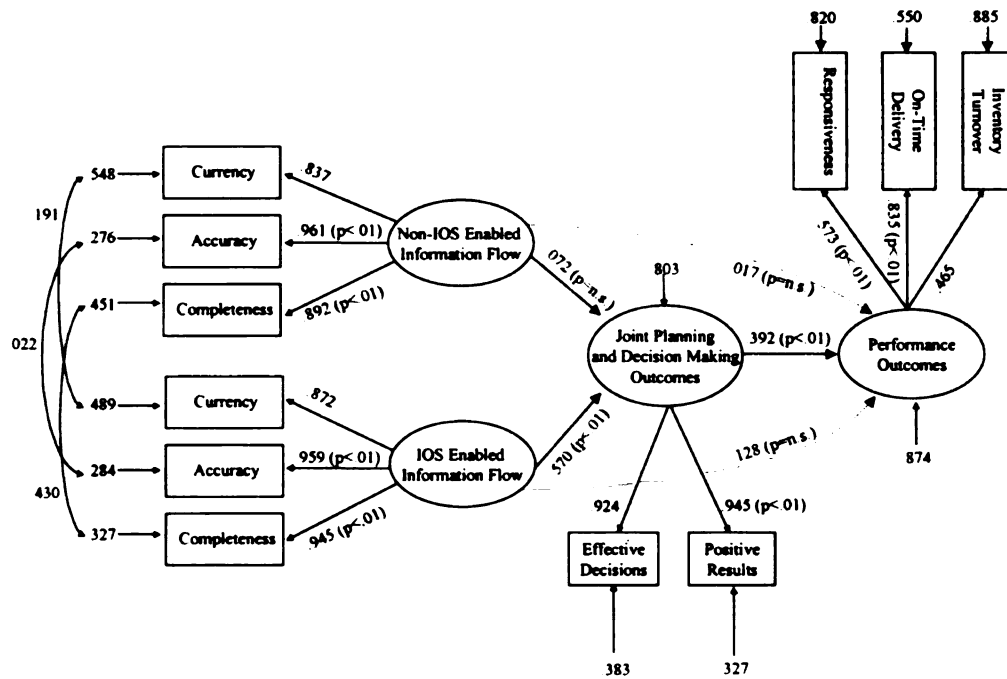 820
.550
.885
Responsiveness
On-Time
Delivery
Inventory
Turnover
.573 (p<.01)
.835 (p<.01)
.465
548
Currency
.837
191
276
Accuracy
.961 (p<.01)
Non-IOS Enabled
Information Flow
451
Completeness
892 (p<.01)
.072 (p=n.s.)
803
017 (p=n s )
022
Joint Planning
and Decision Making
Outcomes
392 (p<.01)
Performance
Outcomes
489
Currency
.872
284
Accuracy
.959 (p<.01)
IOS Enabled
Information Flow
.570 (p<.01)
128 (p=n s )
874
430
327
Completeness
.945 (p<.01)
924
.945 (p<.01)
Effective
Decisions
Positive
Results
383
327